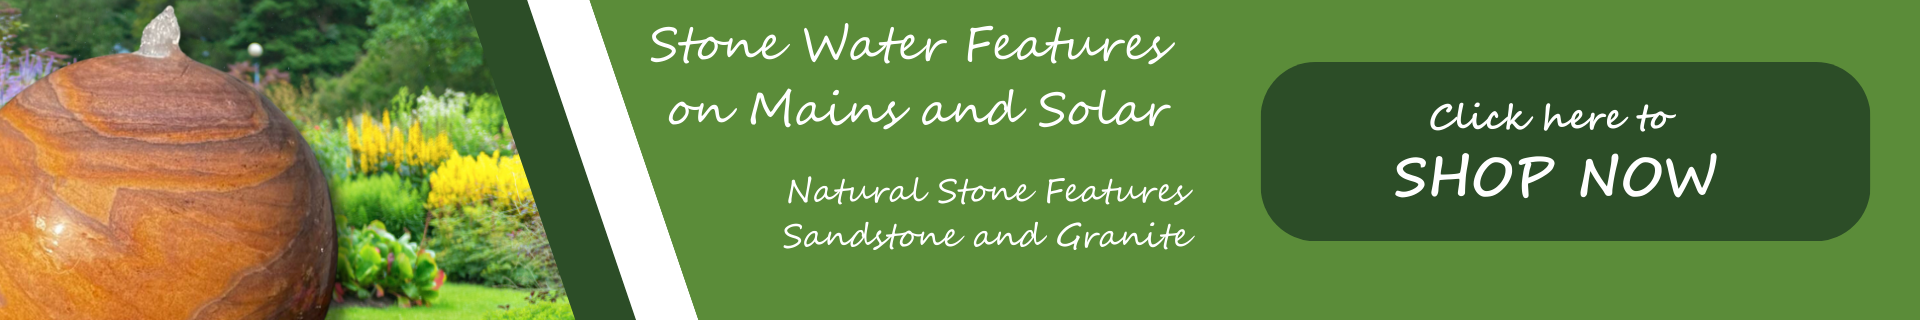 Stone Water Features
on Mains and Solar
Natural Stone Features
Sandstone and Granite
Click here to
SHOP NOW